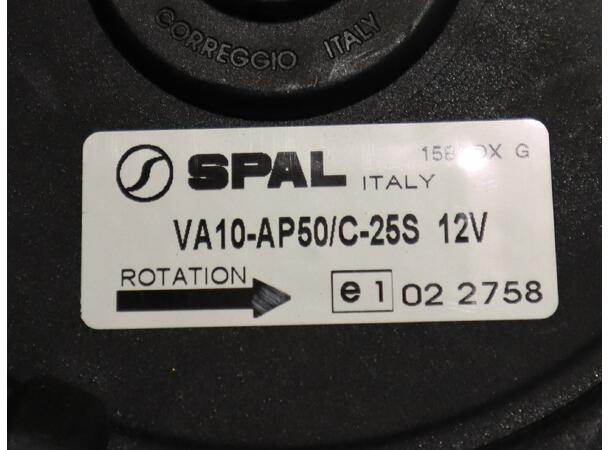 CORREGGIO ITALY
SPAL ITALY
VA10-AP50/C-25S 12V
ROTATION
e1 02 2758